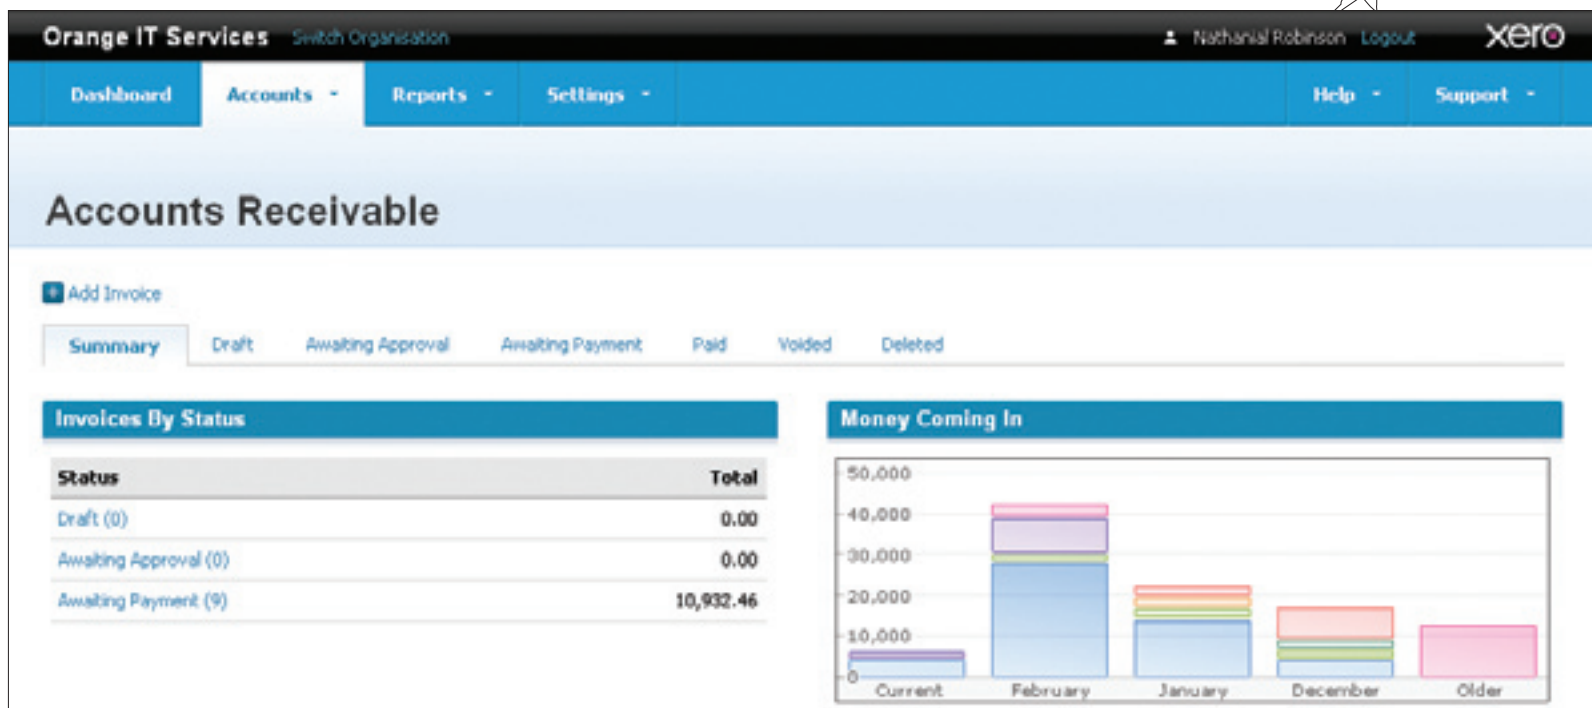 Orange IT Services Switch Organisation Nathanial Robinson Logout xero
Dashboard Accounts Reports Settings Help Support
Accounts Receivable
Add Invoice
Summary Draft Awaiting Approval Awaiting Payment Paid Voided Deleted
Invoices By Status
Status Total
Draft (0) 0.00
Awaiting Approval (0) 0.00
Awaiting Payment (9) 10,932.46
Money Coming In
50,000
40,000
30,000
20,000
10,000
0
Current February January December Older